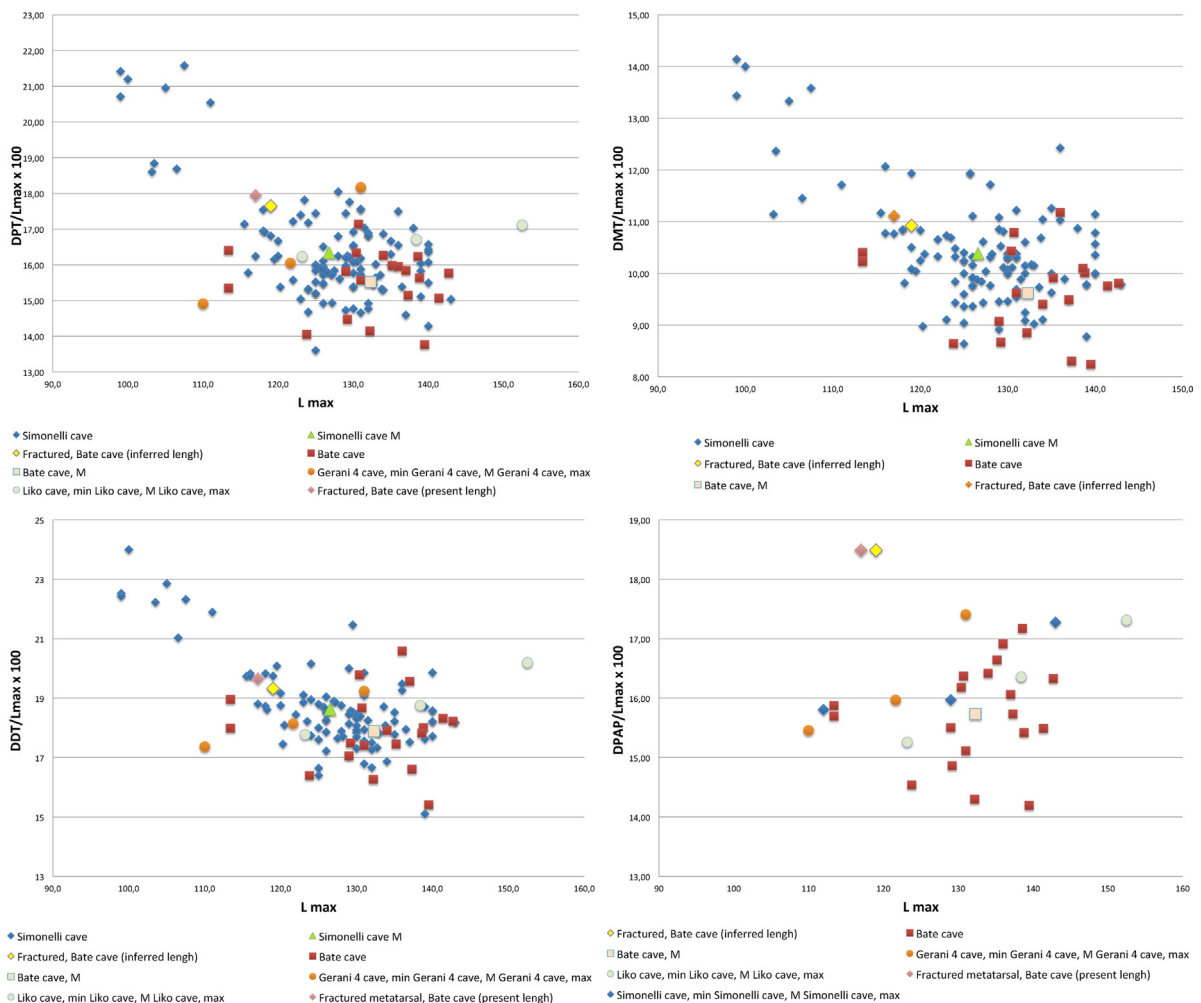 DPT/Lmax x 100
23,00
22,00
21,00
20,00
19,00
18,00
17,00
16,00
15,00
14,00
13,00
90,0 100,0 110,0 120,0 130,0 140,0 150,0 160,0
L max
Simonelli cave
Simonelli cave M
Fractured, Bate cave (inferred lengh)
Bate cave
Bate cave, M
Gerani 4 cave, min Gerani 4 cave, M Gerani 4 cave, max
Liko cave, min Liko cave, M Liko cave, max
Fractured, Bate cave (present lengh)
DMT/Lmax x 100
15,00
14,00
13,00
12,00
11,00
10,00
9,00
8,00
90,0 100,0 110,0 120,0 130,0 140,0 150,0
L max
Simonelli cave
Simonelli cave M
Fractured, Bate cave (inferred lengh)
Bate cave
Bate cave, M
Fractured, Bate cave (inferred lengh)
DDT/Lmax x 100
25
23
21
19
17
15
13
90,0 100,0 110,0 120,0 130,0 140,0 150,0 160,0
L max
Simonelli cave
Simonelli cave M
Fractured, Bate cave (inferred lengh)
Bate cave
Bate cave, M
Gerani 4 cave, min Gerani 4 cave, M Gerani 4 cave, max
Liko cave, min Liko cave, M Liko cave, max
Fractured metatarsal, Bate cave (present lengh)
DPAP/Lmax x 100
19,00
18,00
17,00
16,00
15,00
14,00
13,00
90 100 110 120 130 140 150 160
L max
Fractured, Bate cave (inferred lengh)
Bate cave
Bate cave, M
Gerani 4 cave, min Gerani 4 cave, M Gerani 4 cave, max
Liko cave, min Liko cave, M Liko cave, max
Fractured metatarsal, Bate cave (present lengh)
Simonelli cave, min Simonelli cave, M Simonelli cave, max